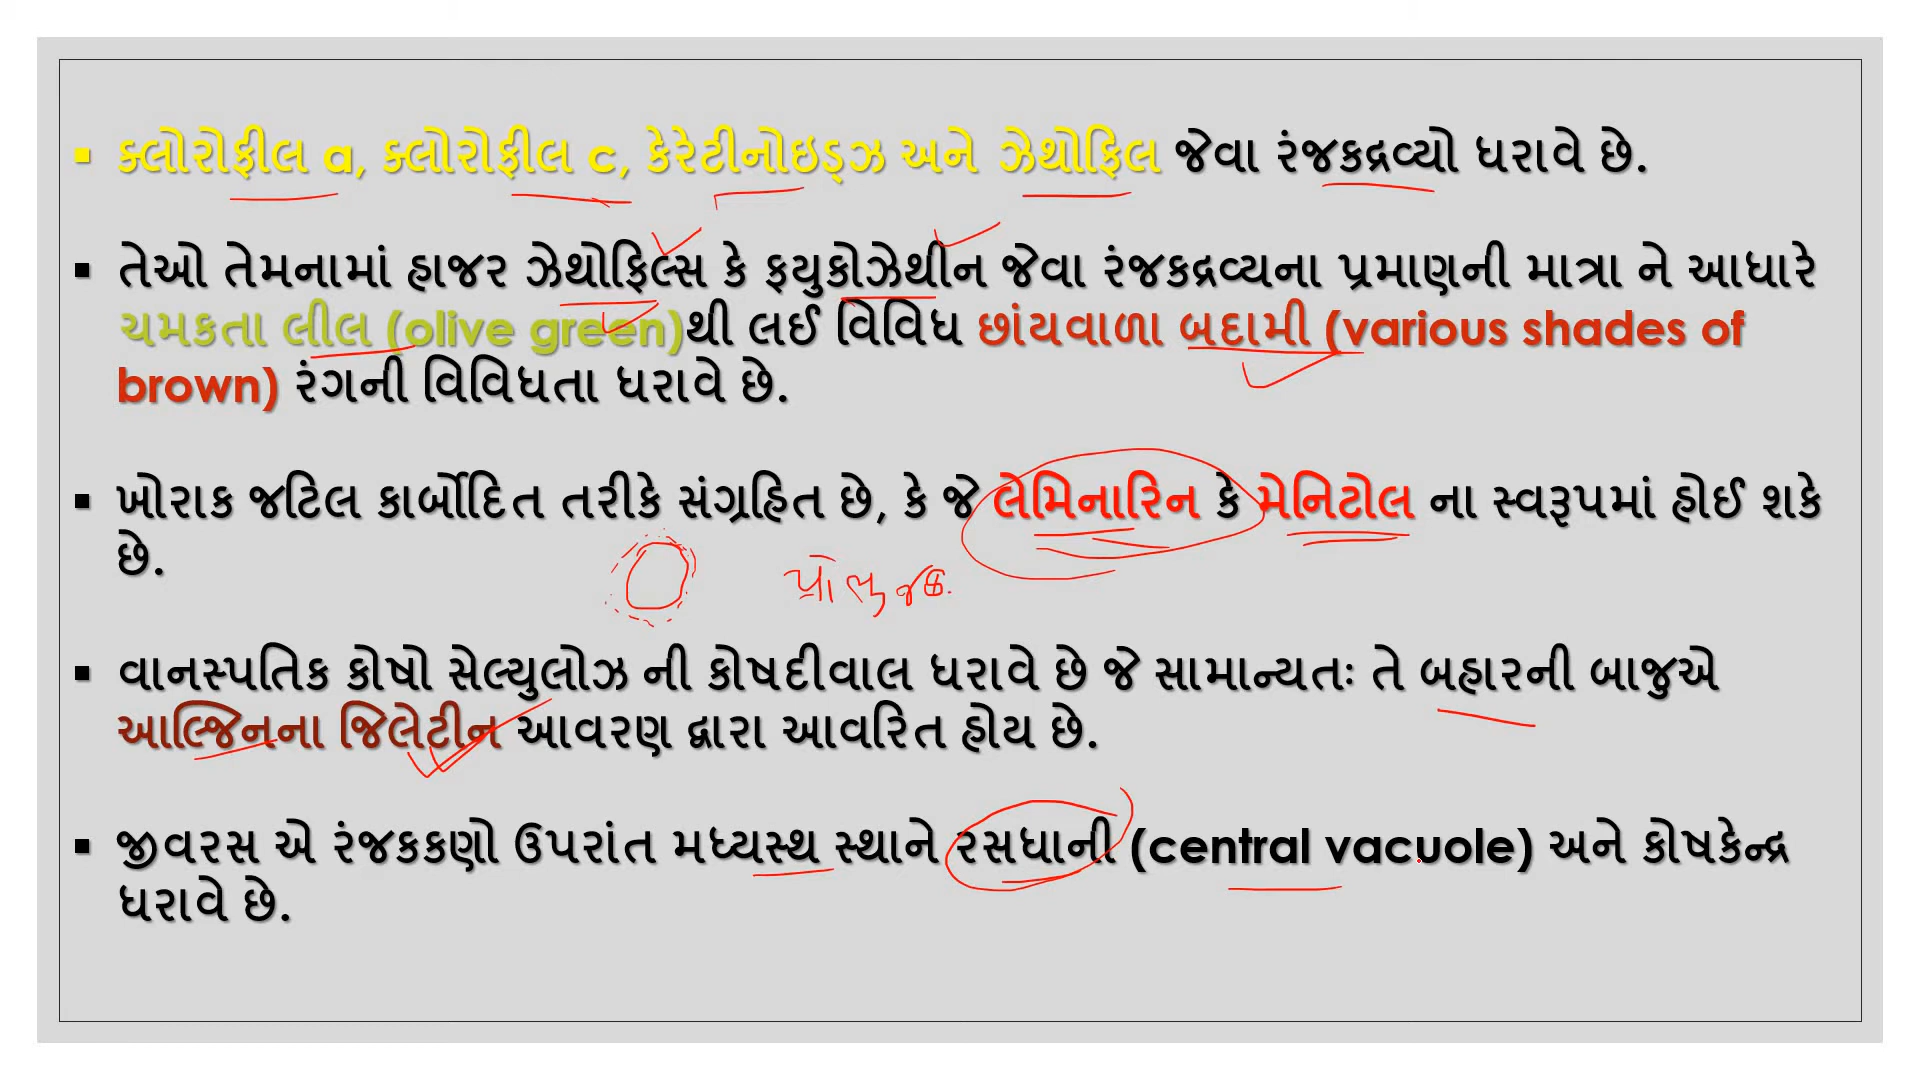 ક્લોરોફીલ a, ક્લોરોફીલ c, કેરેટીનોઇડ્ઝ અને ઝેથોફિલ જેવા રંજકદ્રવ્યો ધરાવે છે.
તેઓ તેમનામાં હાજર ઝેથોફિલ્સ કે ફયુકોઝેથીન જેવા રંજકદ્રવ્યના પ્રમાણની માત્રા ને આધારે
ચમકતા લીલ (olive green)થી લઈ વિવિધ છાંયવાળા બદામી (various shades of
brown) રંગની વિવિધતા ધરાવે છે.
ખોરાક જટિલ કાર્બોદિત તરીકે સંગ્રહિત છે, કે જે લેમિનારિન કે મેનિટોલ ના સ્વરૂપમાં હોઈ શકે
છે.
વાનસ્પતિક કોષો સેલ્યુલોઝ ની કોષદીવાલ ધરાવે છે જે સામાન્યતઃ તે બહારની બાજુએ
આલ્જિનના જિલેટીન આવરણ દ્વારા આવરિત હોય છે.
જીવરસ એ રંજકકણો ઉપરાંત મધ્યસ્થ સ્થાને રસધાની (central vacuole) અને કોષકેન્દ્ર
ધરાવે છે.